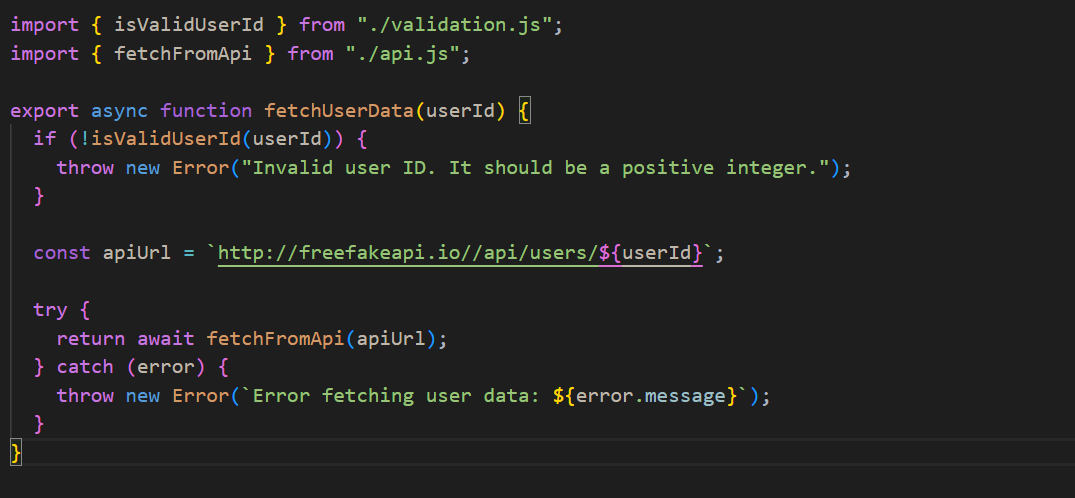 import { isValidUserId } from "./validation.js";
import { fetchFromApi } from "./api.js";

export async function fetchUserData(userId) {
  if (!isValidUserId(userId)) {
    throw new Error("Invalid user ID. It should be a positive integer.");
  }

  const apiUrl = `http://freefakeapi.io//api/users/${userId}`;

  try {
    return await fetchFromApi(apiUrl);
  } catch (error) {
    throw new Error(`Error fetching user data: ${error.message}`);
  }
}